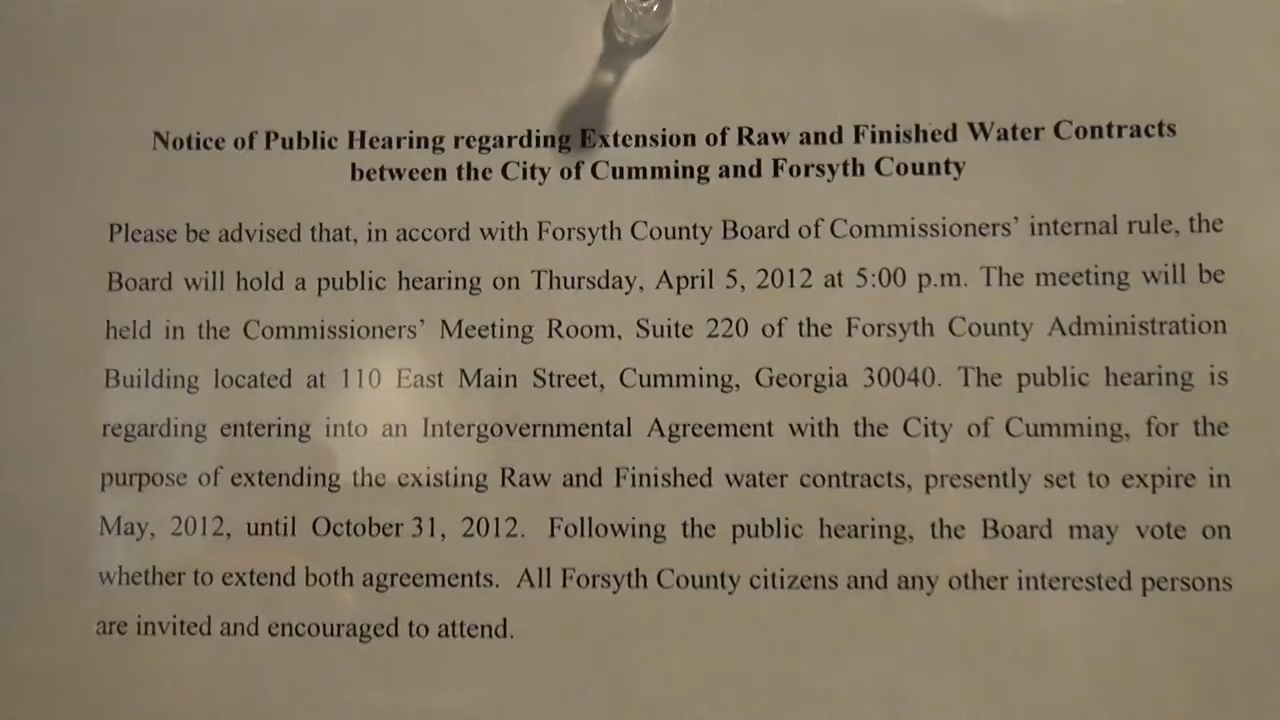 Notice of Public Hearing regarding Extension of Raw and Finished Water Contracts
between the City of Cumming and Forsyth County
Please be advised that, in accord with Forsyth County Board of Commissioners’ internal rule, the
Board will hold a public hearing on Thursday, April 5, 2012 at 5:00 p.m. The meeting will be
held in the Commissioners’ Meeting Room, Suite 220 of the Forsyth County Administration
Building located at 110 East Main Street, Cumming, Georgia 30040. The public hearing is
regarding entering into an Intergovernmental Agreement with the City of Cumming, for the
purpose of extending the existing Raw and Finished water contracts, presently set to expire in
May, 2012, until October 31, 2012. Following the public hearing, the Board may vote on
whether to extend both agreements. All Forsyth County citizens and any other interested persons
are invited and encouraged to attend.